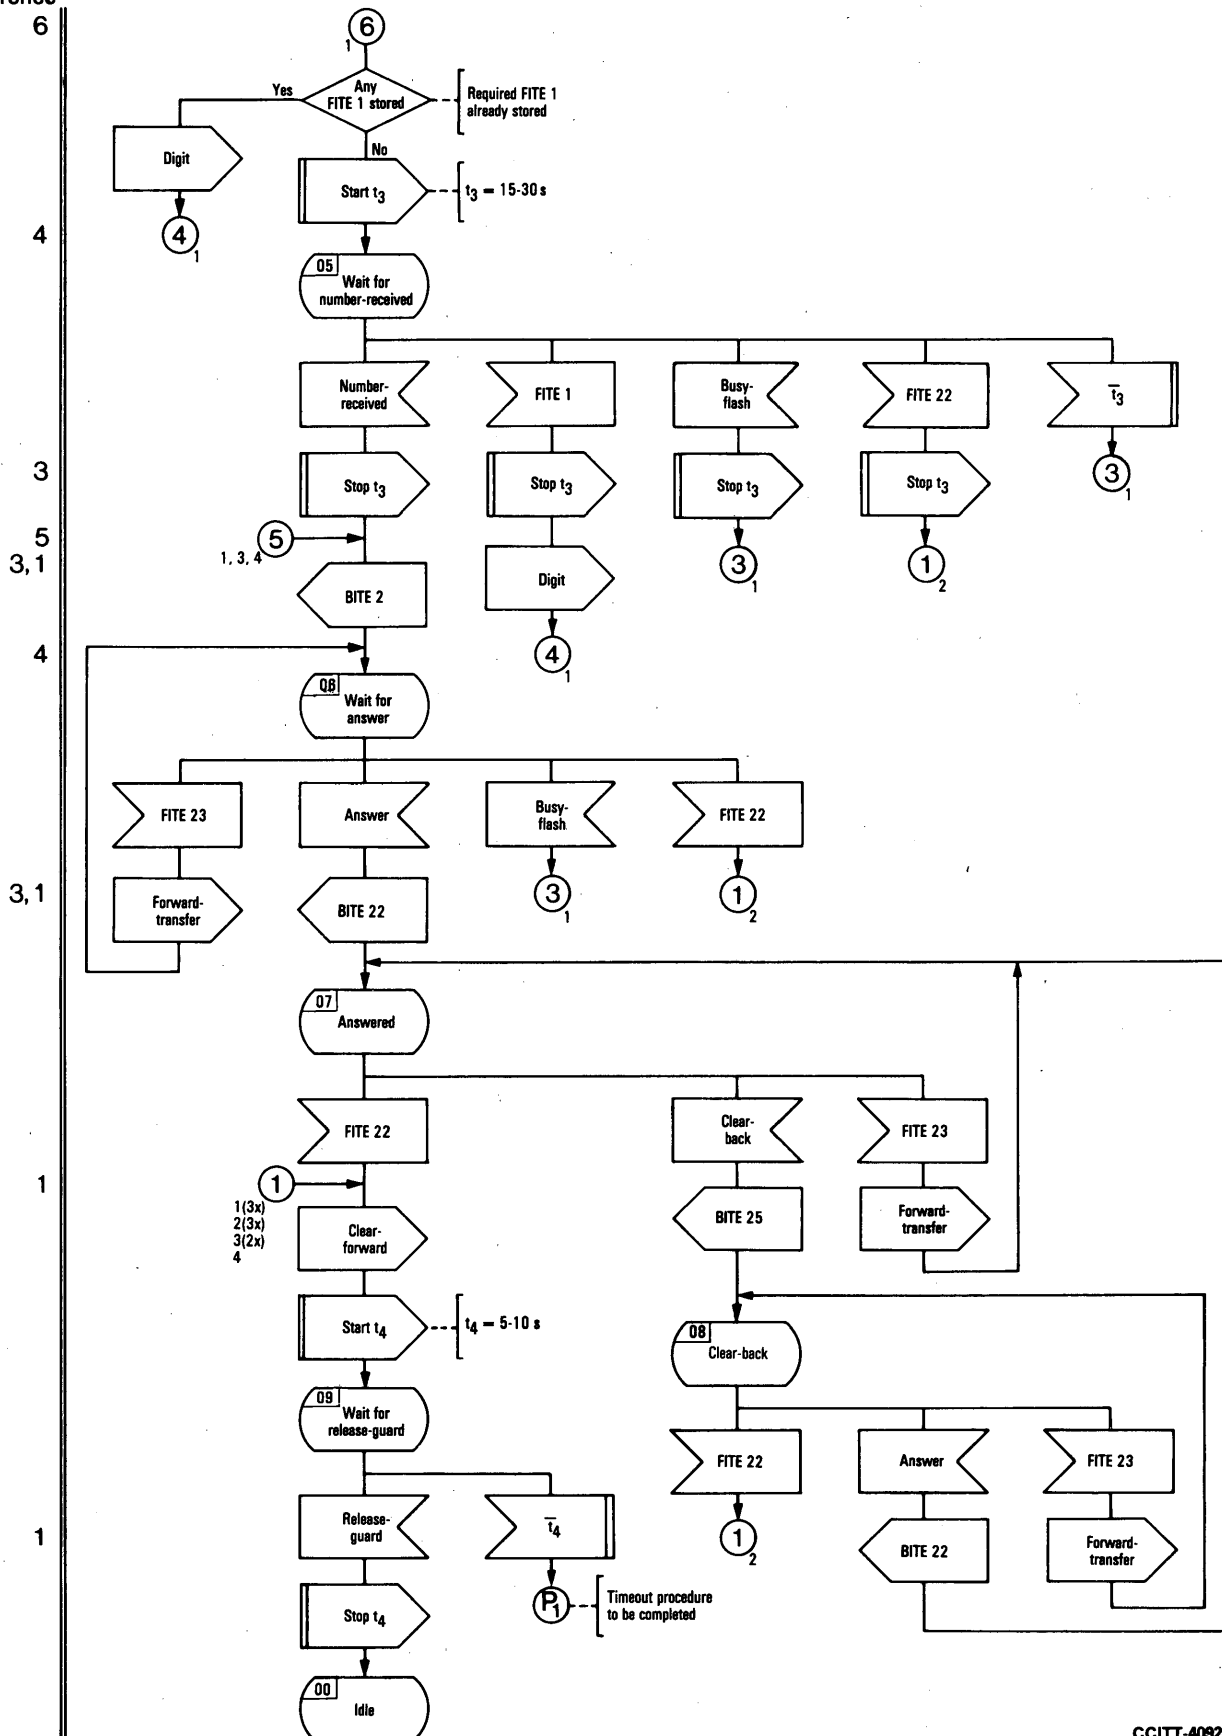 6
6
1
Any
FITE 1 stored
Yes
No
Required FITE 1
already stored
Digit
Start t3
t3 = 15-30 s
4
4
1
05
Wait for
number-received
Number-
received
FITE 1
Busy-
flash
FITE 22
t3
3
Stop t3
Stop t3
Stop t3
Stop t3
3
1
5
3,1
5
1, 3, 4
BITE 2
Digit
3
1
1
2
4
4
1
06
Wait for
answer
FITE 23
Answer
Busy-
flash
FITE 22
3,1
Forward-
transfer
BITE 22
3
1
1
2
07
Answered
FITE 22
Clear-
back
FITE 23
1
1
1(3x)
2(3x)
3(2x)
4
Clear-
forward
BITE 25
Forward-
transfer
Start t4
t4 = 5-10 s
08
Clear-back
09
Wait for
release-guard
FITE 22
Answer
FITE 23
1
Release-
guard
t4
1
2
BITE 22
Forward-
transfer
Stop t4
P1
Timeout procedure
to be completed
00
Idle